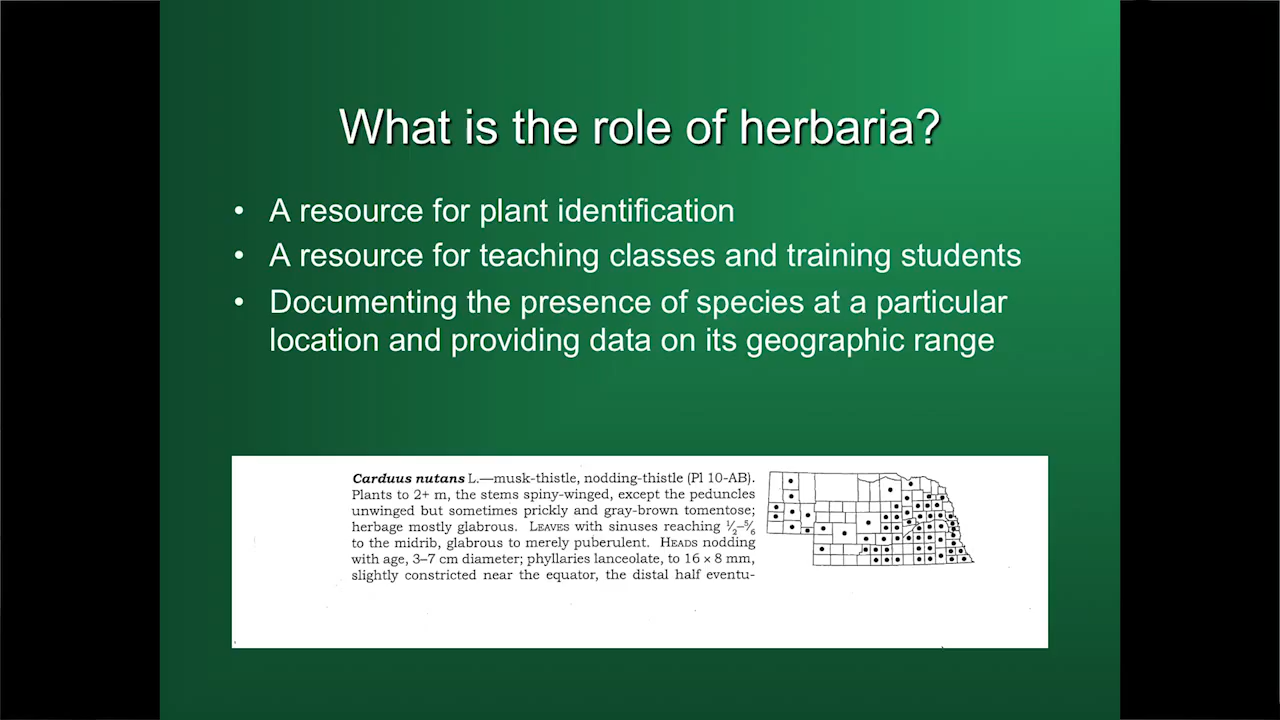 What is the role of herbaria?
• A resource for plant identification
• A resource for teaching classes and training students
• Documenting the presence of species at a particular
location and providing data on its geographic range
Carduus nutans L.—musk-thistle, nodding-thistle (Pl 10-AB).
Plants to 2+ m, the stems spiny-winged, except the peduncles
unwinged but sometimes prickly and gray-brown tomentose;
herbage mostly glabrous. LEAVES with sinuses reaching ½–⅚
to the midrib, glabrous to merely puberulent. HEADS nodding
with age, 3–7 cm diameter; phyllaries lanceolate, to 16 × 8 mm,
slightly constricted near the equator, the distal half eventu-